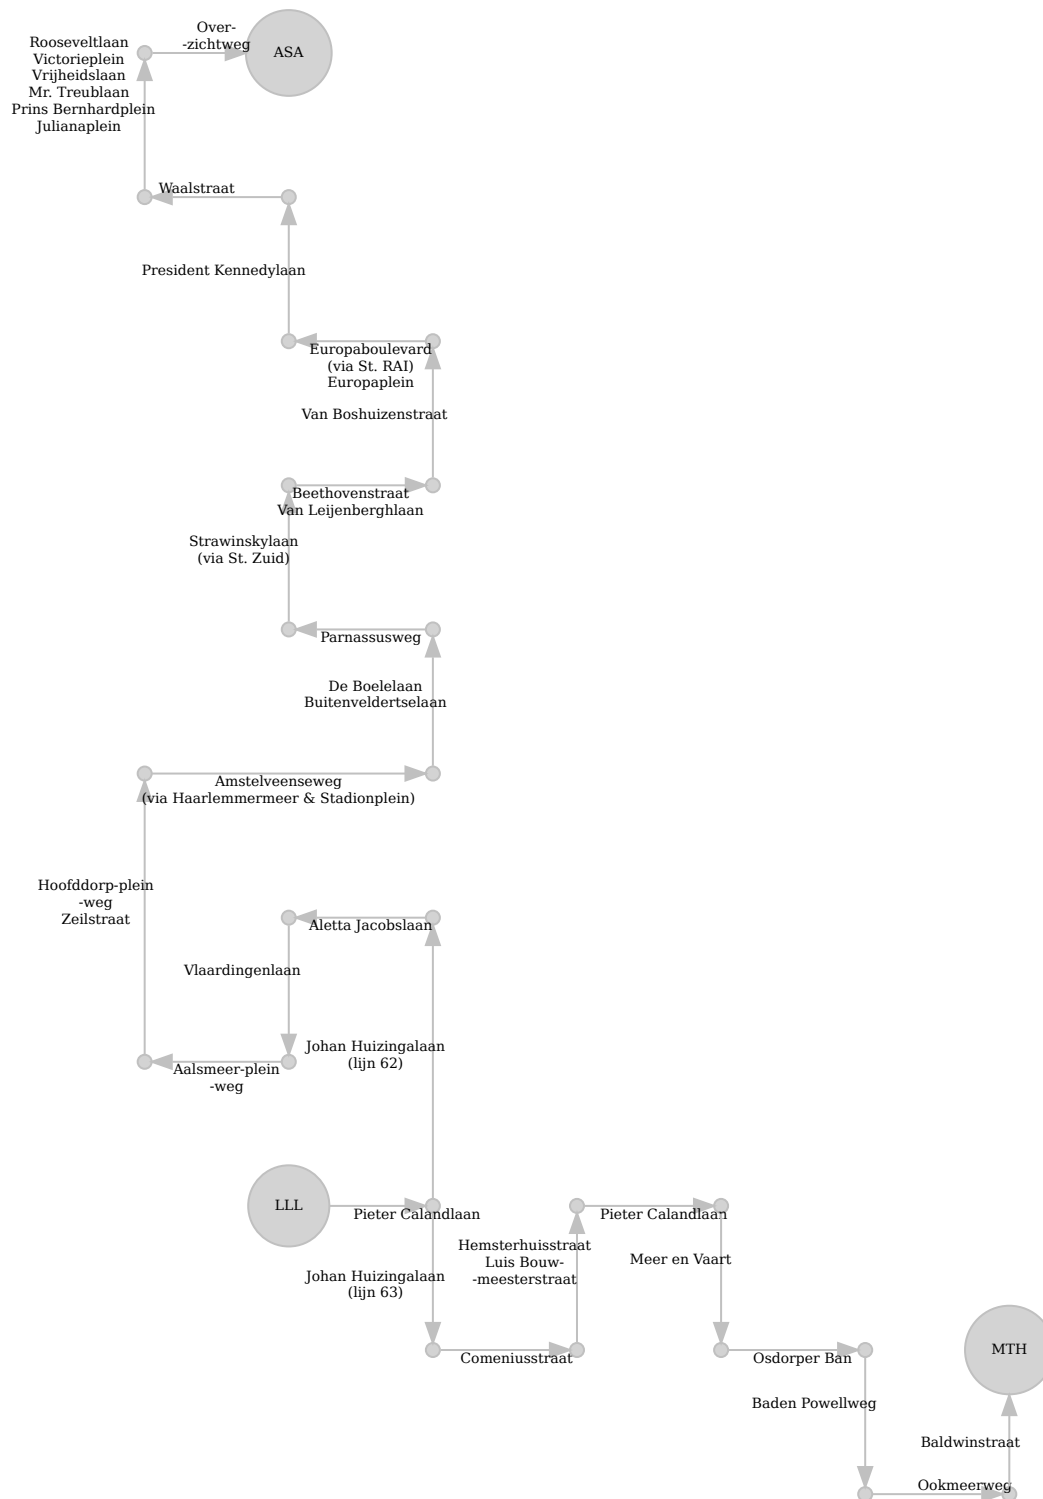 Over-
-zichtweg
ASA
Rooseveltlaan
Victorieplein
Vrijheidslaan
Mr. Treublaan
Prins Bernhardplein
Julianaplein
Waalstraat
President Kennedylaan
Europaboulevard
(via St. RAI)
Europaplein
Van Boshuizenstraat
Beethovenstraat
Van Leijenberghlaan
Strawinskylaan
(via St. Zuid)
Parnassusweg
De Boelelaan
Buitenveldertselaan
Amstelveenseweg
(via Haarlemmermeer & Stadionplein)
Hoofddorp-plein
-weg
Zeilstraat
Aletta Jacobslaan
Vlaardingenlaan
Johan Huizingalaan
(lijn 62)
Aalsmeer-plein
-weg
LLL
Pieter Calandlaan
Johan Huizingalaan
(lijn 63)
Hemsterhuisstraat
Luis Bouw-
-meesterstraat
Pieter Calandlaan
Meer en Vaart
Comeniusstraat
Osdorper Ban
MTH
Baden Powellweg
Baldwinstraat
Ookmeerweg